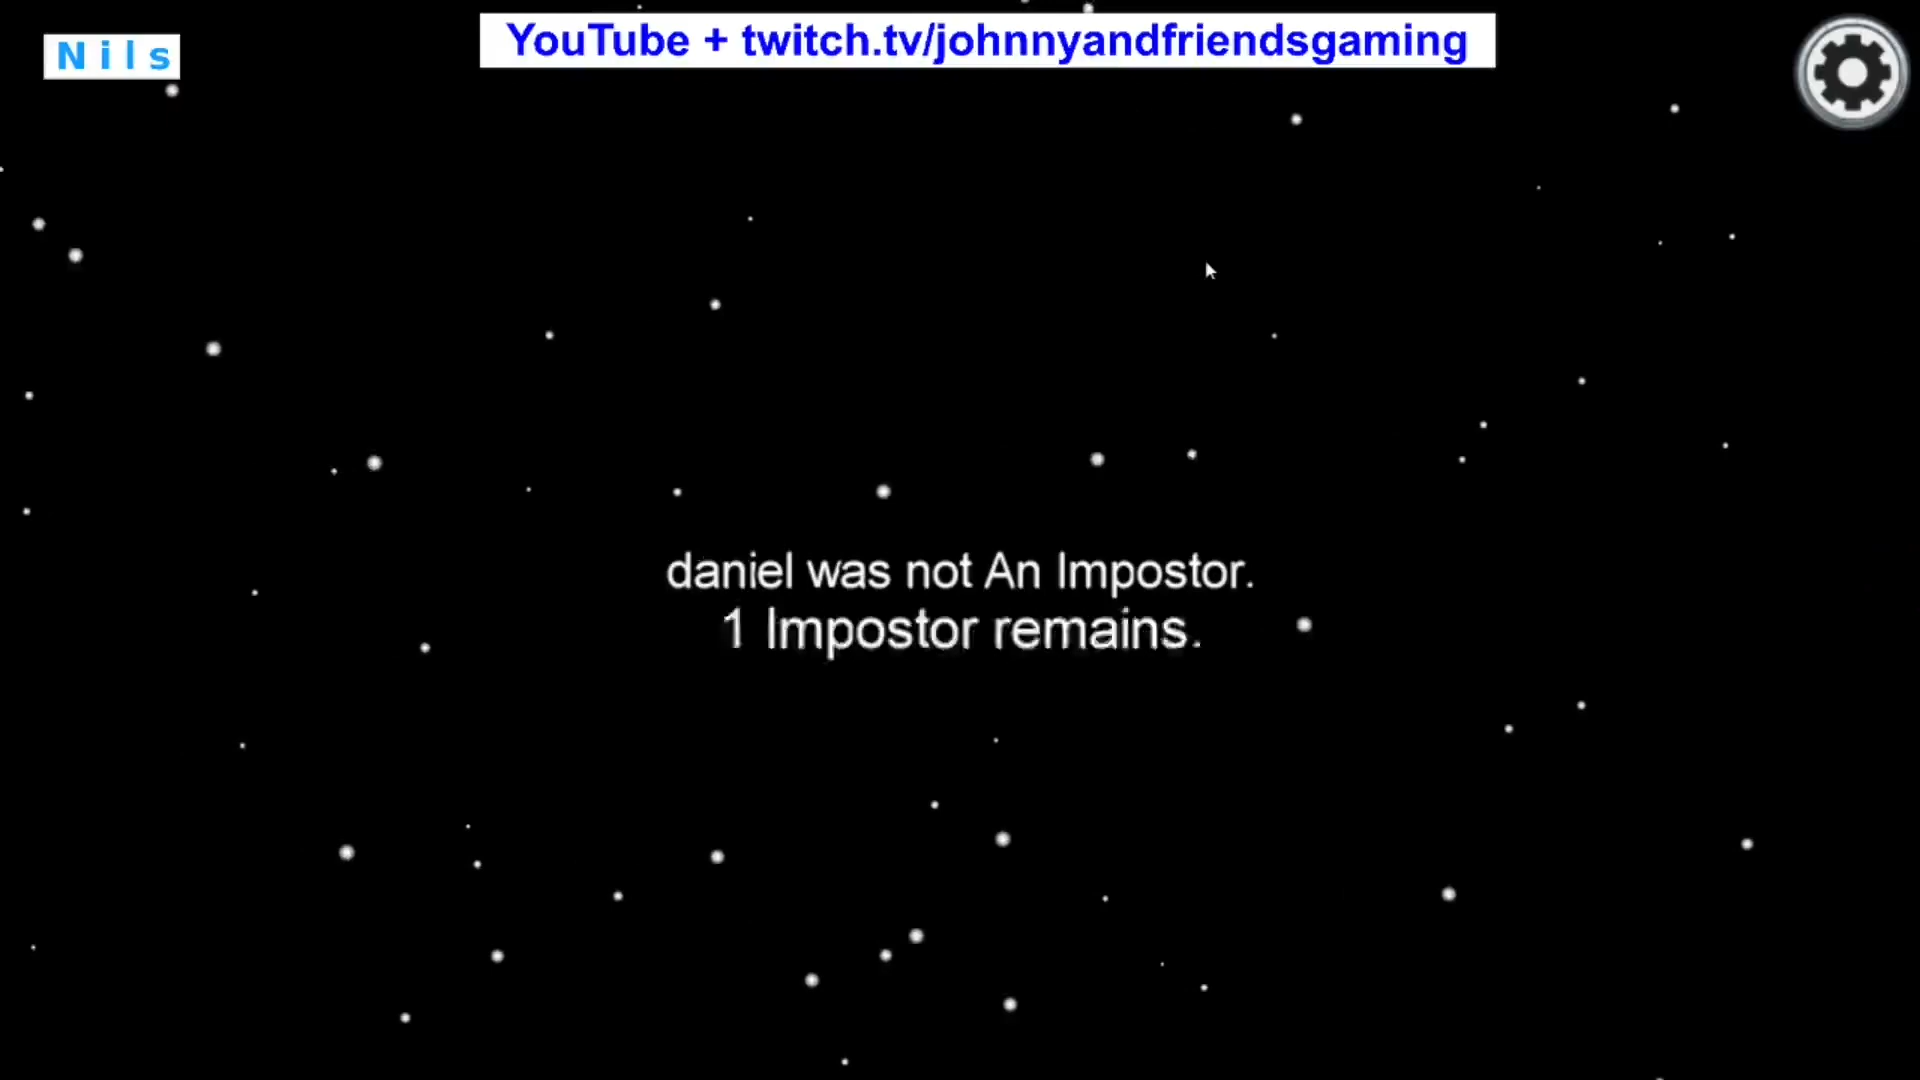 YouTube + twitch.tv/johnnyandfriendsgaming
Nils
daniel was not An Impostor.
1 Impostor remains.